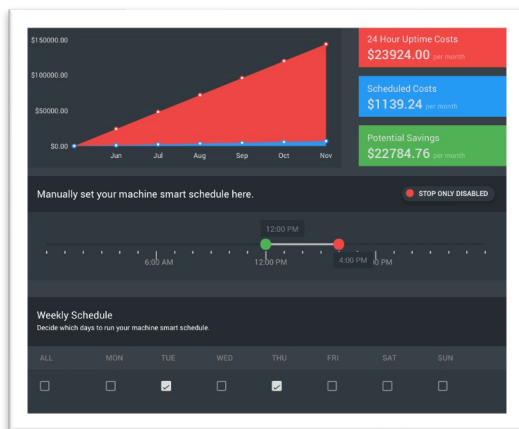 $150000.00
$100000.00
$50000.00
$0.00
Jun Jul Aug Sep Oct Nov
24 Hour Uptime Costs
$23924.00 per month
Scheduled Costs
$1139.24 per month
Potential Savings
$22784.76 per month
Manually set your machine smart schedule here.
STOP ONLY DISABLED
12:00 PM
4:00 PM
6:00 AM 12:00 PM 0 PM
Weekly Schedule
Decide which days to run your machine smart schedule.
ALL MON TUE WED THU FRI SAT SUN